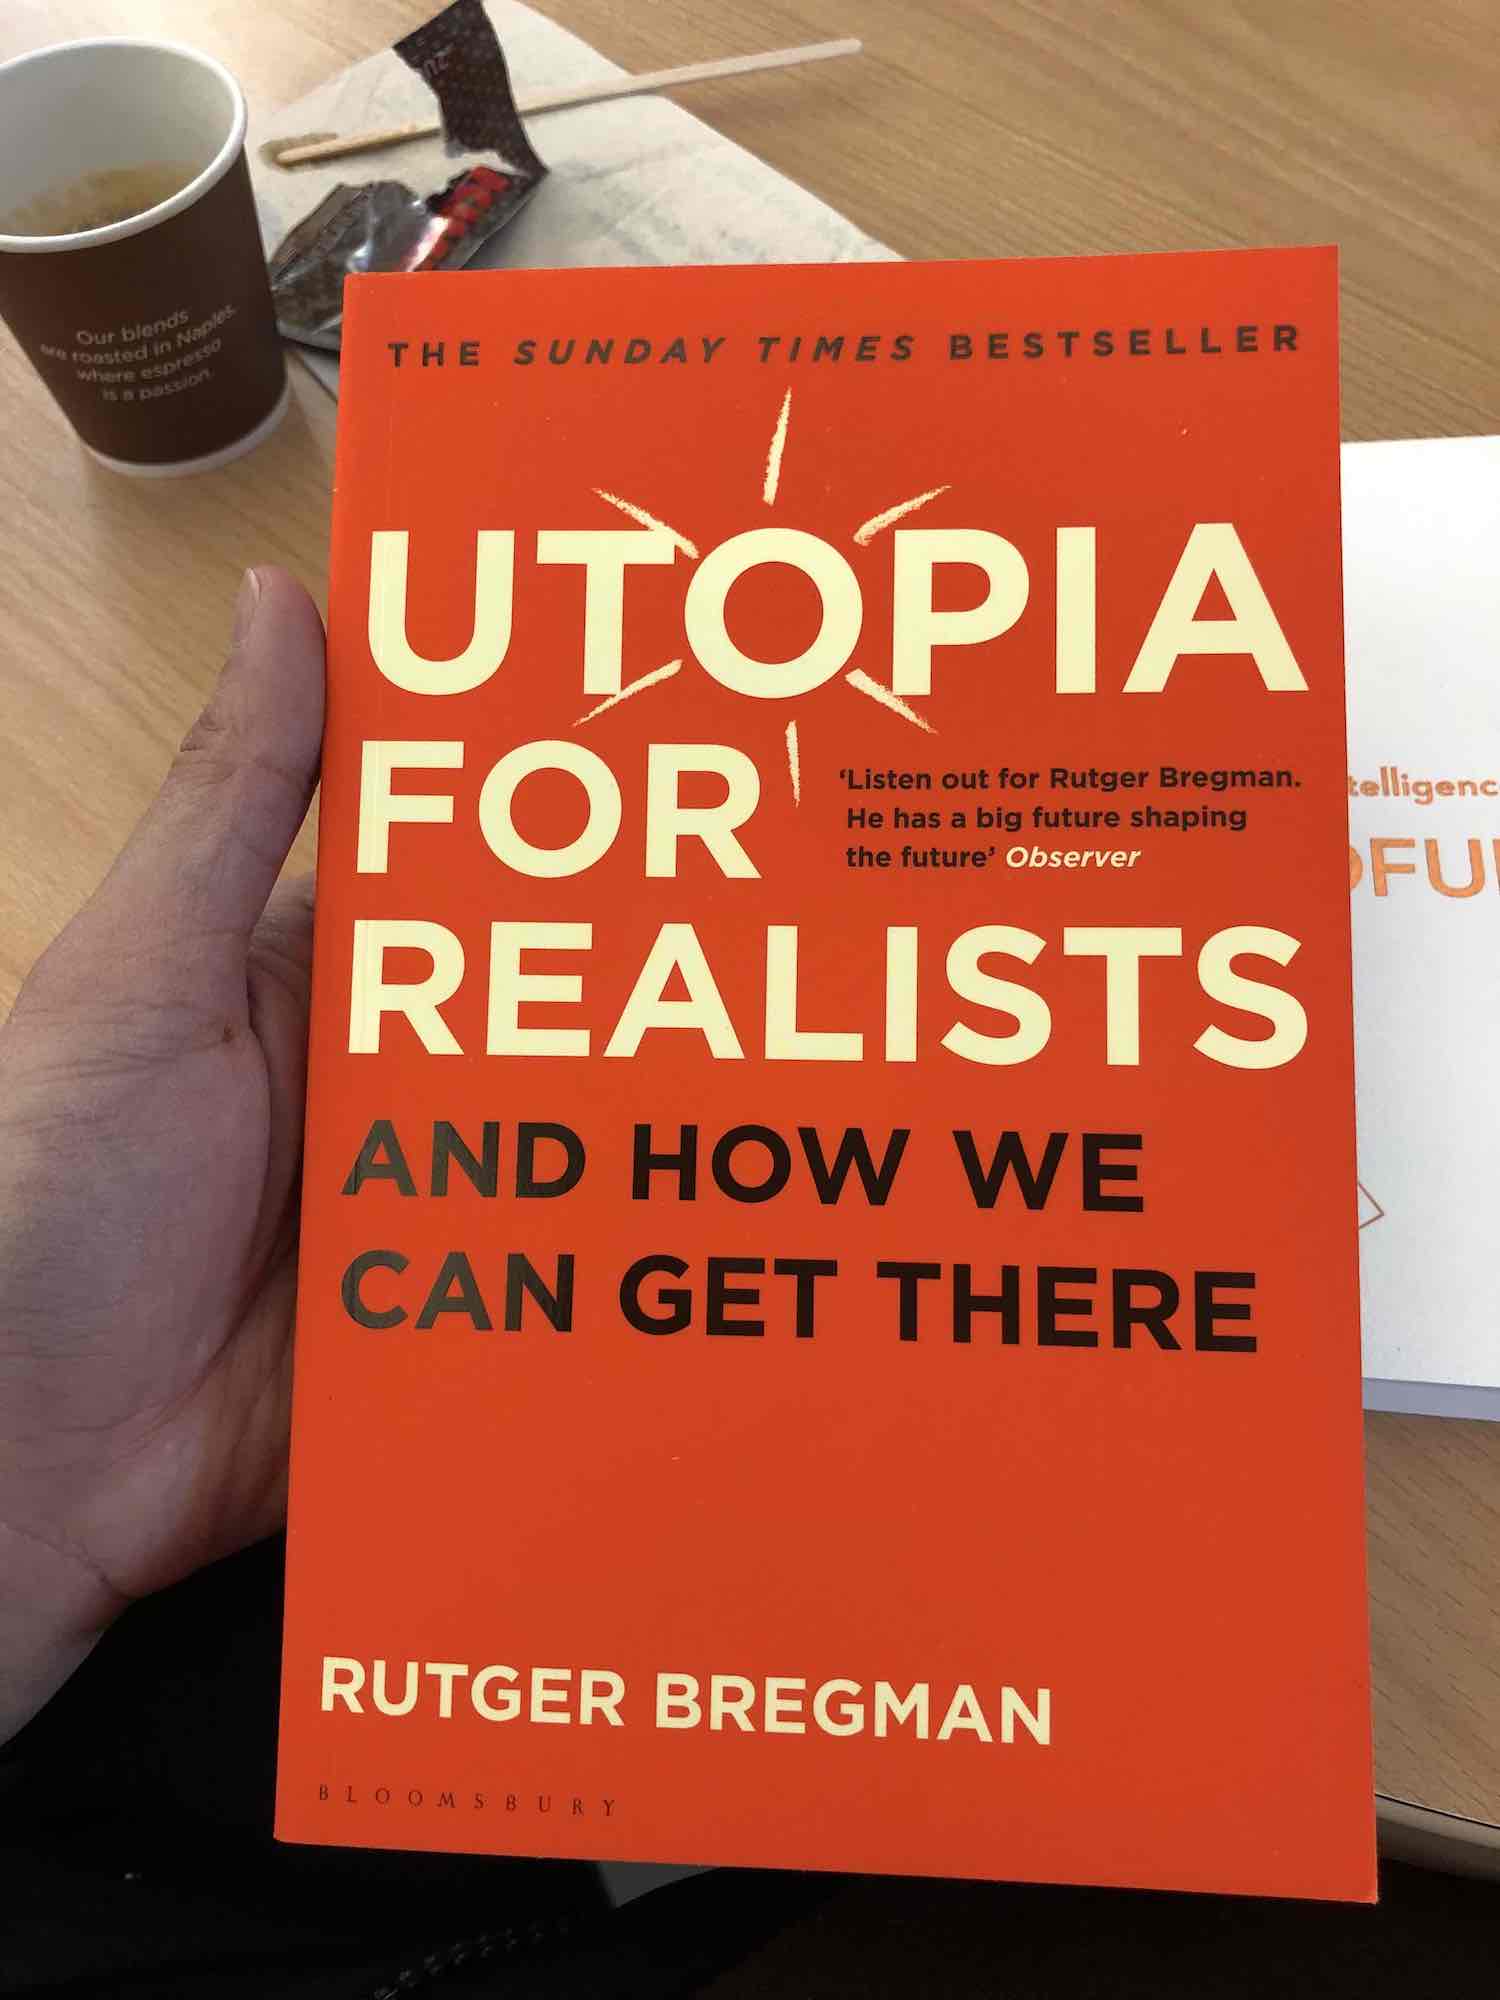 Our blends
are roasted in Naples,
where espresso
is a passion.
THE SUNDAY TIMES BESTSELLER
UTOPIA
FOR
‘Listen out for Rutger Bregman.
He has a big future shaping
the future’ Observer
REALISTS
AND HOW WE
CAN GET THERE
RUTGER BREGMAN
BLOOMSBURY